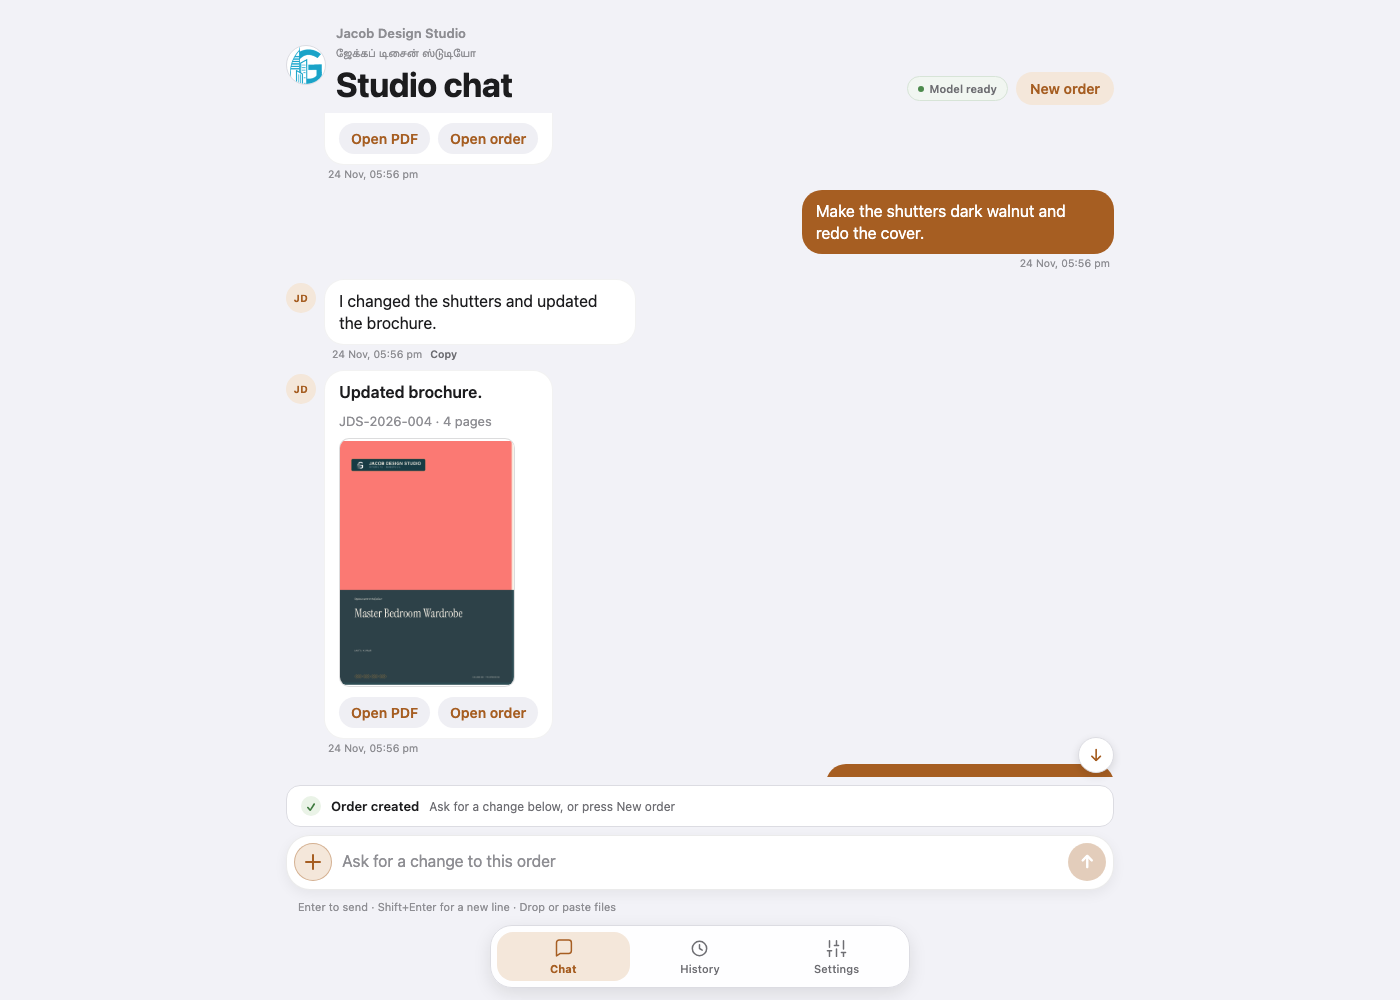 Jacob Design Studio
ஜேக்கப் டிசைன் ஸ்டுடியோ
Studio chat
Model ready
New order
Open PDF
Open order
24 Nov, 05:56 pm
Make the shutters dark walnut and
redo the cover.
24 Nov, 05:56 pm
JD
I changed the shutters and updated
the brochure.
24 Nov, 05:56 pm Copy
JD
Updated brochure.
JDS-2026-004 · 4 pages
JACOB DESIGN STUDIO
Master Bedroom Wardrobe
Open PDF
Open order
24 Nov, 05:56 pm
Order created Ask for a change below, or press New order
Ask for a change to this order
Enter to send · Shift+Enter for a new line · Drop or paste files
Chat
History
Settings